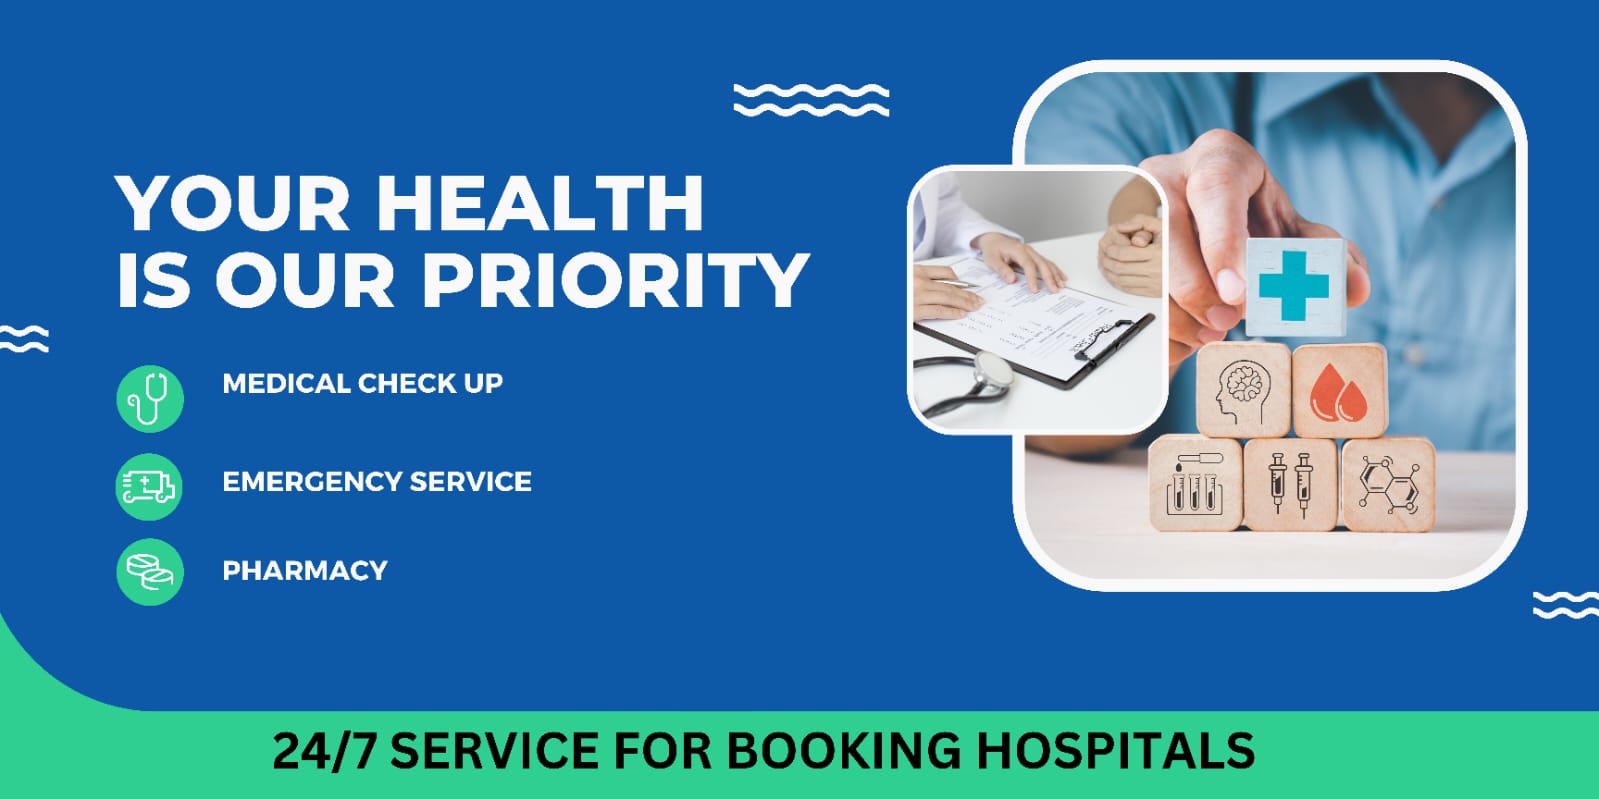 YOUR HEALTH
IS OUR PRIORITY
MEDICAL CHECK UP
EMERGENCY SERVICE
PHARMACY
24/7 SERVICE FOR BOOKING HOSPITALS